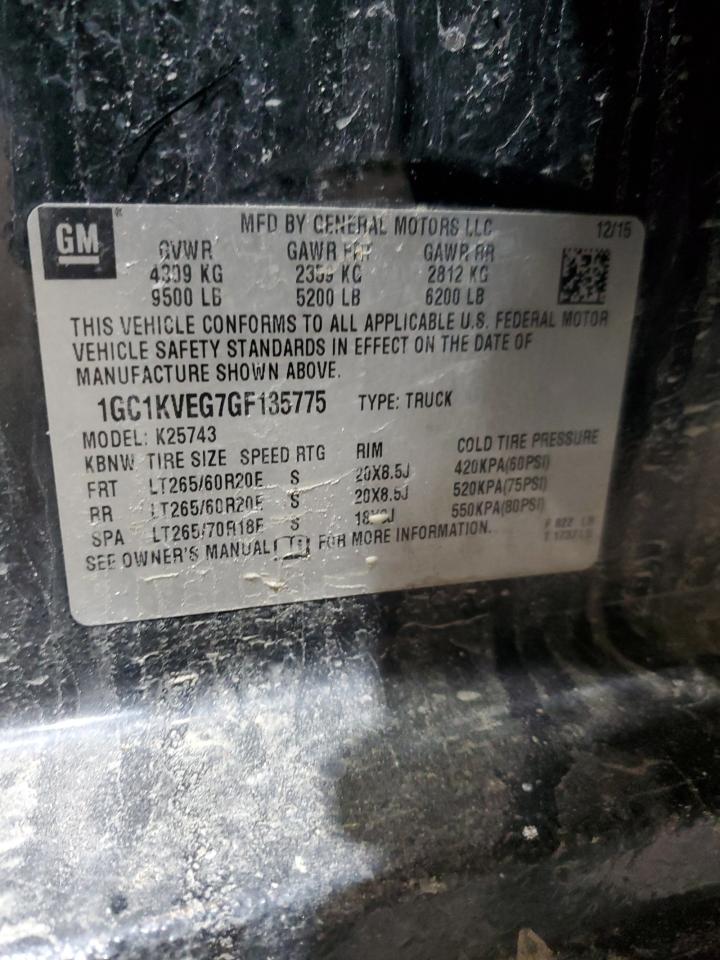 GM
MFD BY GENERAL MOTORS LLC 12/15
GVWR GAWR FRT GAWR RR
4309 KG 2359 KG 2812 KG
9500 LB 5200 LB 6200 LB
THIS VEHICLE CONFORMS TO ALL APPLICABLE U.S. FEDERAL MOTOR
VEHICLE SAFETY STANDARDS IN EFFECT ON THE DATE OF
MANUFACTURE SHOWN ABOVE.
1GC1KVEG7GF135775 TYPE: TRUCK
MODEL: K25743
KBNW TIRE SIZE SPEED RTG RIM COLD TIRE PRESSURE
FRT LT265/60R20E S 20X8.5J 420KPA(60PSI)
RR LT265/60R20E S 20X8.5J 520KPA(75PSI)
SPA LT265/70R18E S 550KPA(80PSI)
SEE OWNER'S MANUAL FOR MORE INFORMATION.